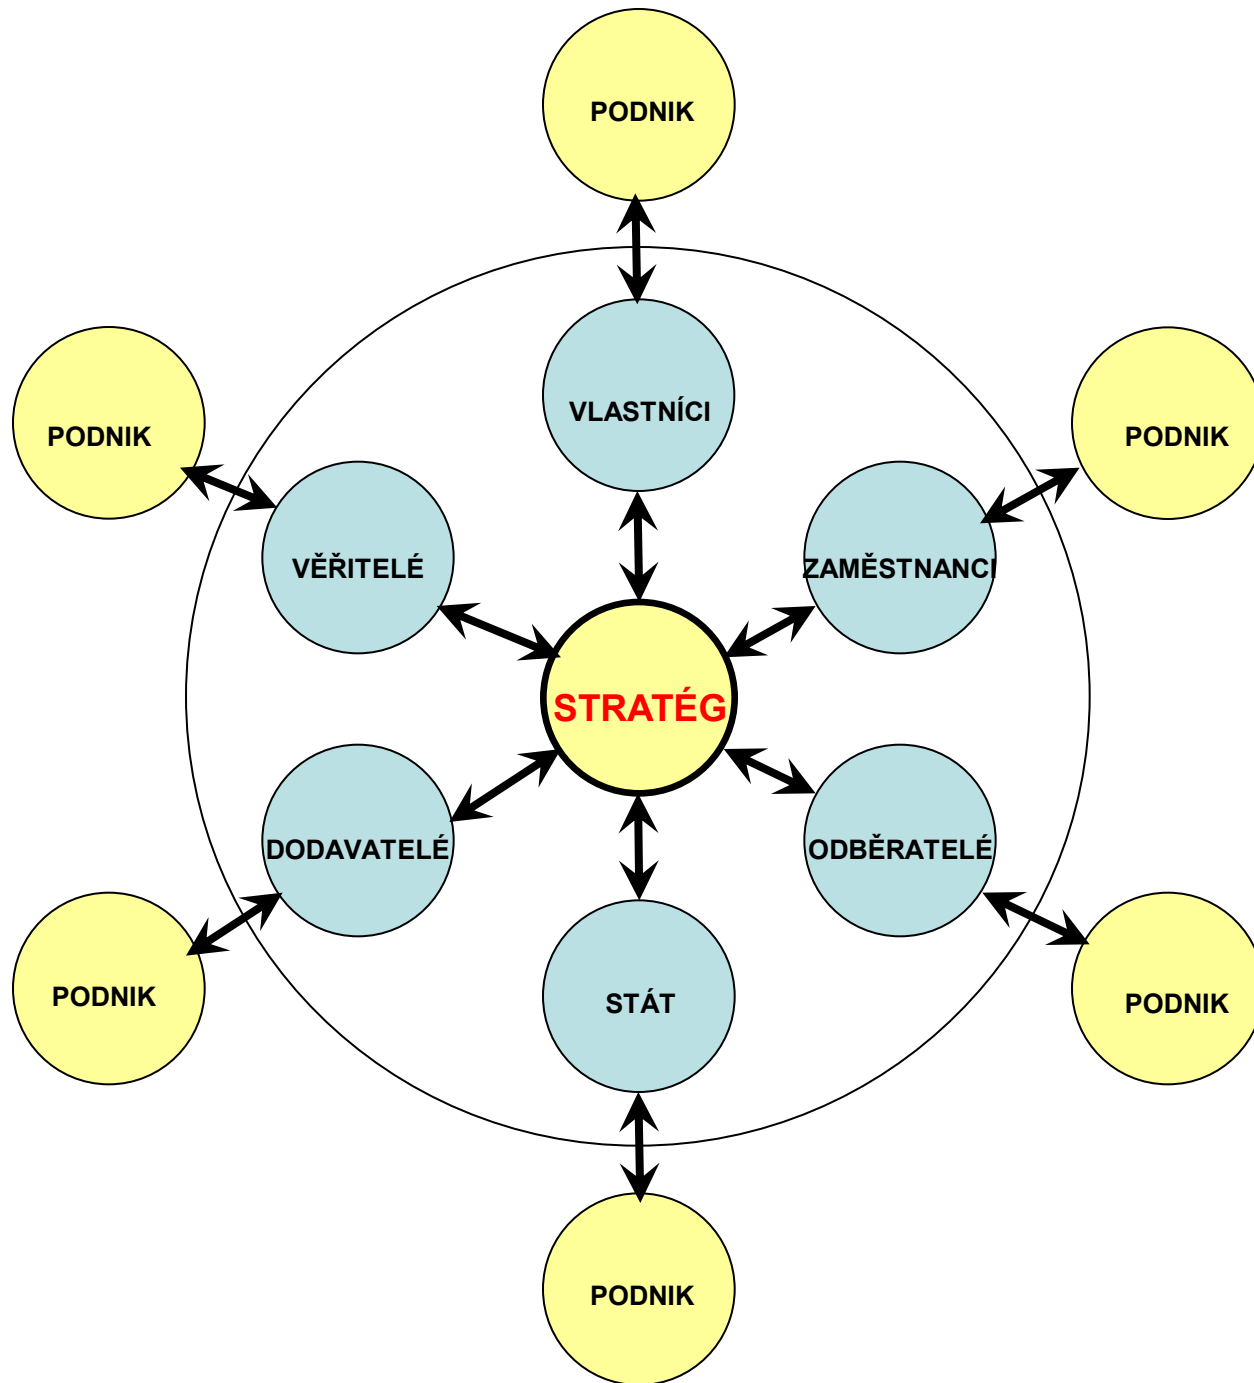 PODNIK
VLASTNÍCI
PODNIK
PODNIK
VĚŘITELÉ
ZAMĚSTNANCI
STRATÉG
DODAVATELÉ
ODBĚRATELÉ
PODNIK
STÁT
PODNIK
PODNIK